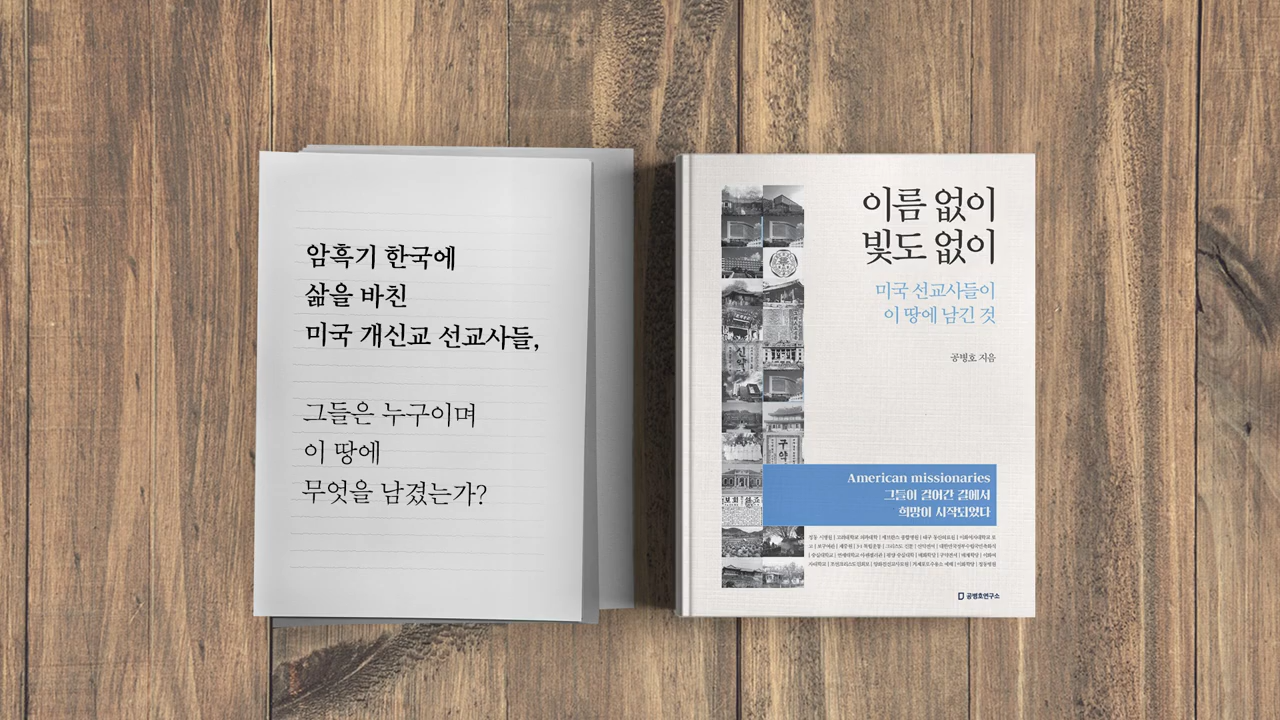 암흑기 한국에
삶을 바친
미국 개신교 선교사들,
그들은 누구이며
이 땅에
무엇을 남겼는가?
이름 없이
빛도 없이
미국 선교사들이
이 땅에 남긴 것
공병호 지음
신약
구약
American missionaries
그들이 걸어간 길에서
희망이 시작되었다
공병호연구소